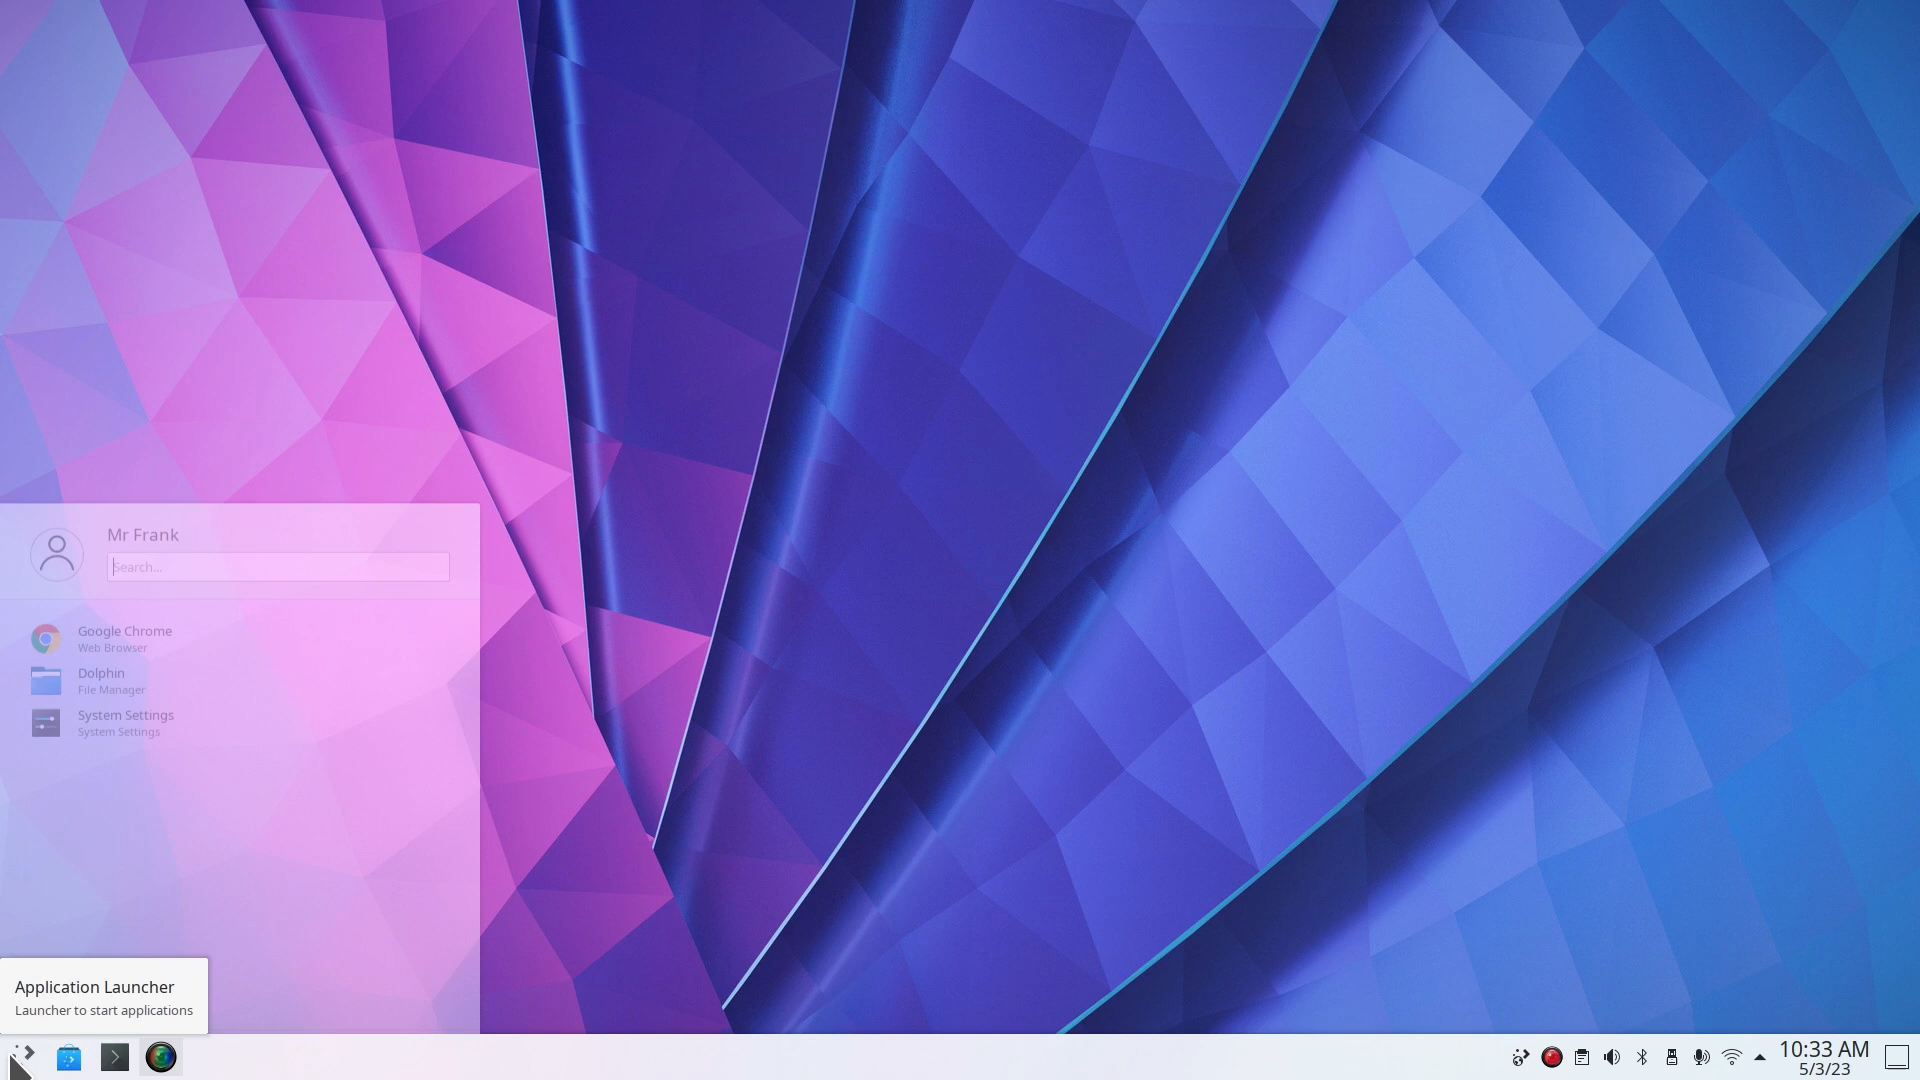 Mr Frank
Search...
Google Chrome
Web Browser
Dolphin
File Manager
System Settings
System Settings
Application Launcher
Launcher to start applications
10:33 AM
5/3/23